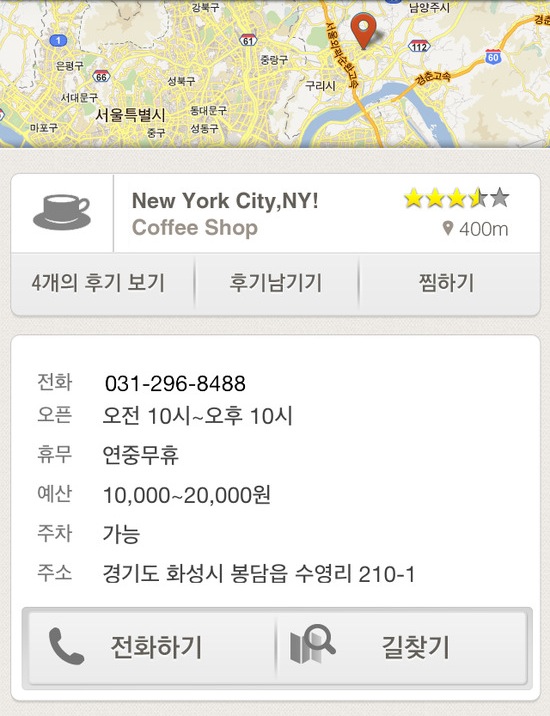 강북구
남양주시
1
61
112
경춘
은평구
중랑구
60
66
서울외곽순환고속
경춘고속
성북구
구리시
서대문구
서울특별시
동대문구
마포구
중구
성동구
New York City,NY!
Coffee Shop
400m
4개의 후기 보기
후기남기기
찜하기
전화 031-296-8488
오픈 오전 10시~오후 10시
휴무 연중무휴
예산 10,000~20,000원
주차 가능
주소 경기도 화성시 봉담읍 수영리 210-1
전화하기
길찾기